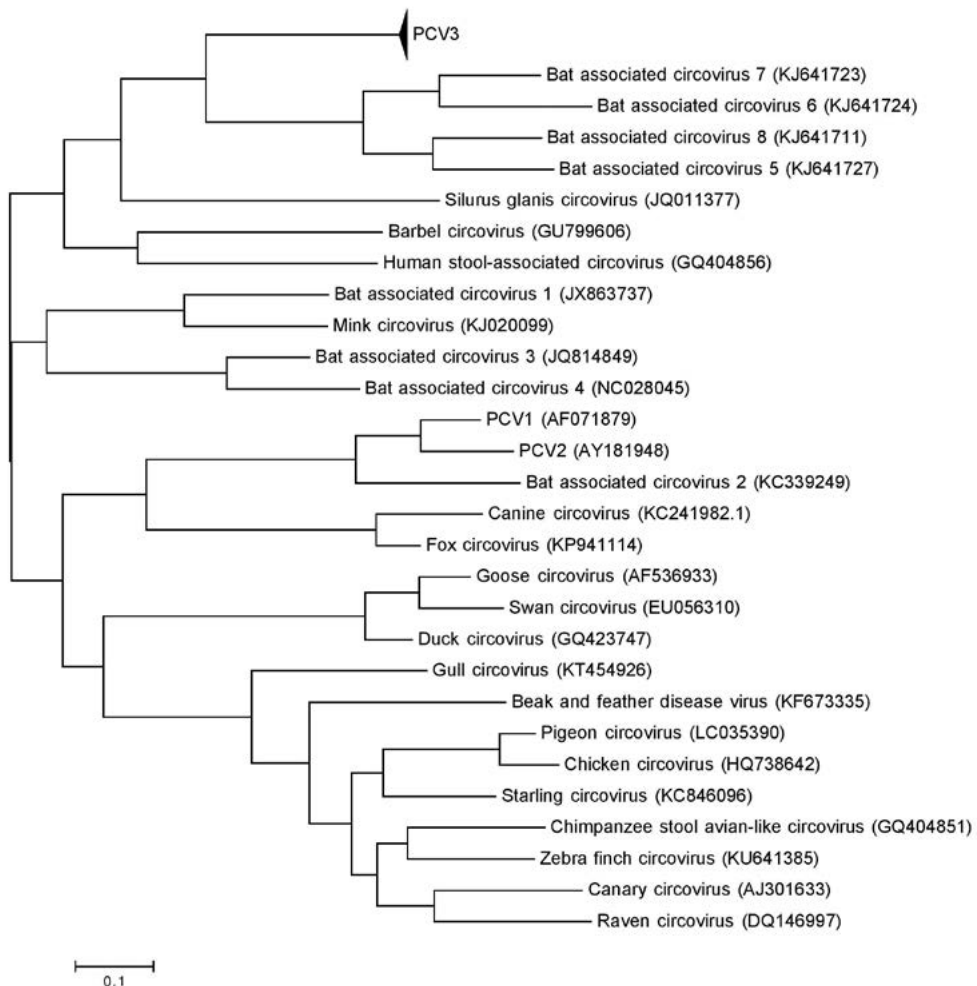 PCV3
Bat associated circovirus 7 (KJ641723)
Bat associated circovirus 6 (KJ641724)
Bat associated circovirus 8 (KJ641711)
Bat associated circovirus 5 (KJ641727)
Silurus glanis circovirus (JQ011377)
Barbel circovirus (GU799606)
Human stool-associated circovirus (GQ404856)
Bat associated circovirus 1 (JX863737)
Mink circovirus (KJ020099)
Bat associated circovirus 3 (JQ814849)
Bat associated circovirus 4 (NC028045)
PCV1 (AF071879)
PCV2 (AY181948)
Bat associated circovirus 2 (KC339249)
Canine circovirus (KC241982.1)
Fox circovirus (KP941114)
Goose circovirus (AF536933)
Swan circovirus (EU056310)
Duck circovirus (GQ423747)
Gull circovirus (KT454926)
Beak and feather disease virus (KF673335)
Pigeon circovirus (LC035390)
Chicken circovirus (HQ738642)
Starling circovirus (KC846096)
Chimpanzee stool avian-like circovirus (GQ404851)
Zebra finch circovirus (KU641385)
Canary circovirus (AJ301633)
Raven circovirus (DQ146997)
0.1